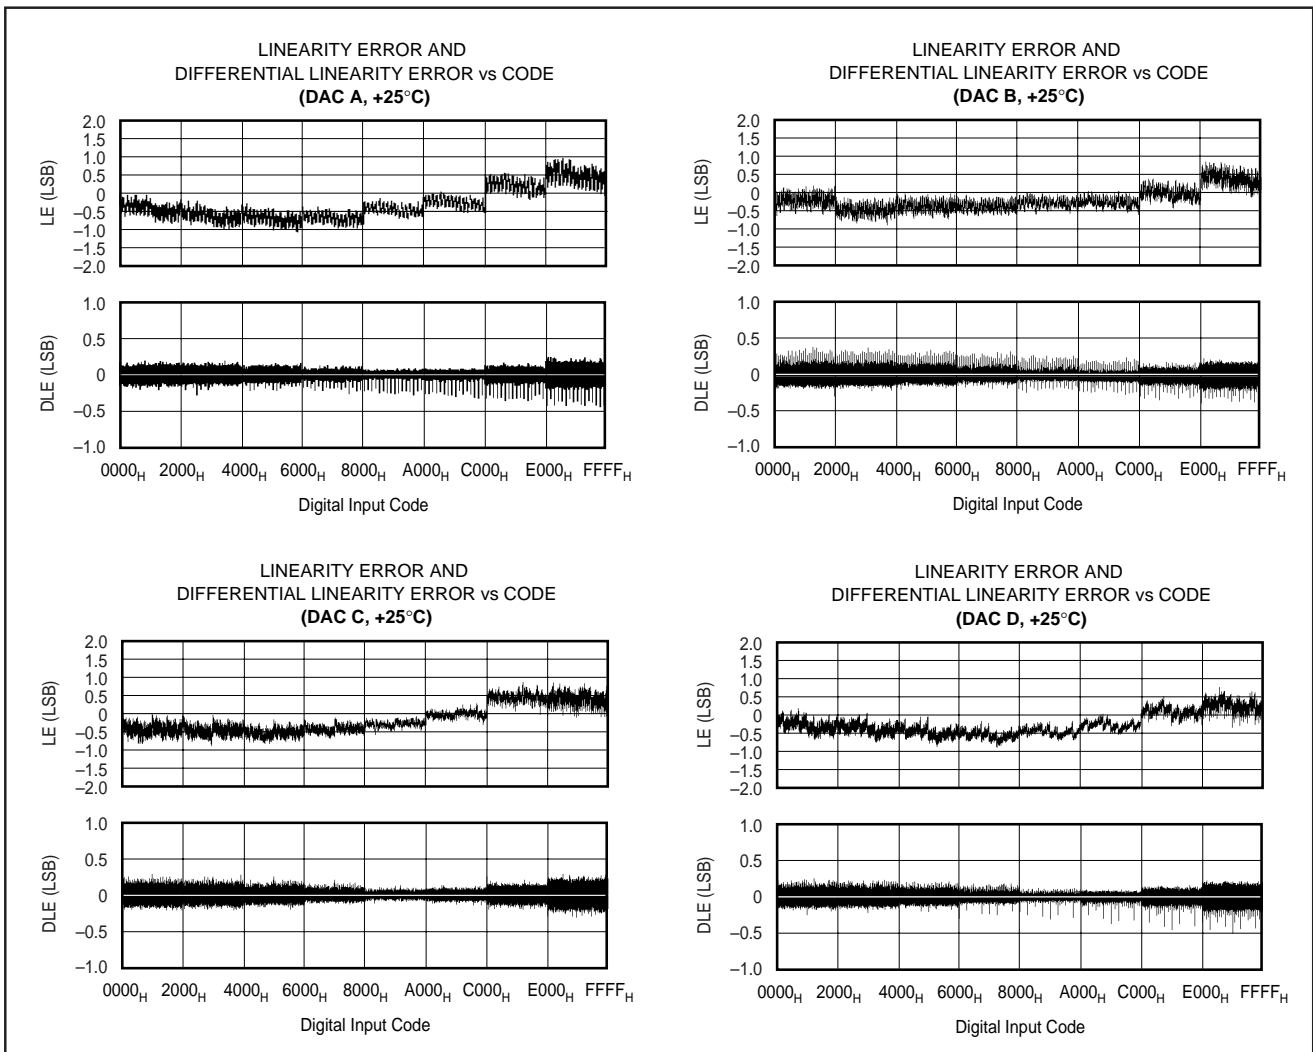 LINEARITY ERROR AND
DIFFERENTIAL LINEARITY ERROR vs CODE
(DAC A, +25°C)
2.0
1.5
1.0
0.5
0
–0.5
–1.0
–1.5
–2.0
LE (LSB)
1.0
0.5
0
–0.5
–1.0
DLE (LSB)
0000H 2000H 4000H 6000H 8000H A000H C000H E000H FFFFH
Digital Input Code
LINEARITY ERROR AND
DIFFERENTIAL LINEARITY ERROR vs CODE
(DAC B, +25°C)
2.0
1.5
1.0
0.5
0
–0.5
–1.0
–1.5
–2.0
LE (LSB)
1.0
0.5
0
–0.5
–1.0
DLE (LSB)
0000H 2000H 4000H 6000H 8000H A000H C000H E000H FFFFH
Digital Input Code
LINEARITY ERROR AND
DIFFERENTIAL LINEARITY ERROR vs CODE
(DAC C, +25°C)
2.0
1.5
1.0
0.5
0
–0.5
–1.0
–1.5
–2.0
LE (LSB)
1.0
0.5
0
–0.5
–1.0
DLE (LSB)
0000H 2000H 4000H 6000H 8000H A000H C000H E000H FFFFH
Digital Input Code
LINEARITY ERROR AND
DIFFERENTIAL LINEARITY ERROR vs CODE
(DAC D, +25°C)
2.0
1.5
1.0
0.5
0
–0.5
–1.0
–1.5
–2.0
LE (LSB)
1.0
0.5
0
–0.5
–1.0
DLE (LSB)
0000H 2000H 4000H 6000H 8000H A000H C000H E000H FFFFH
Digital Input Code